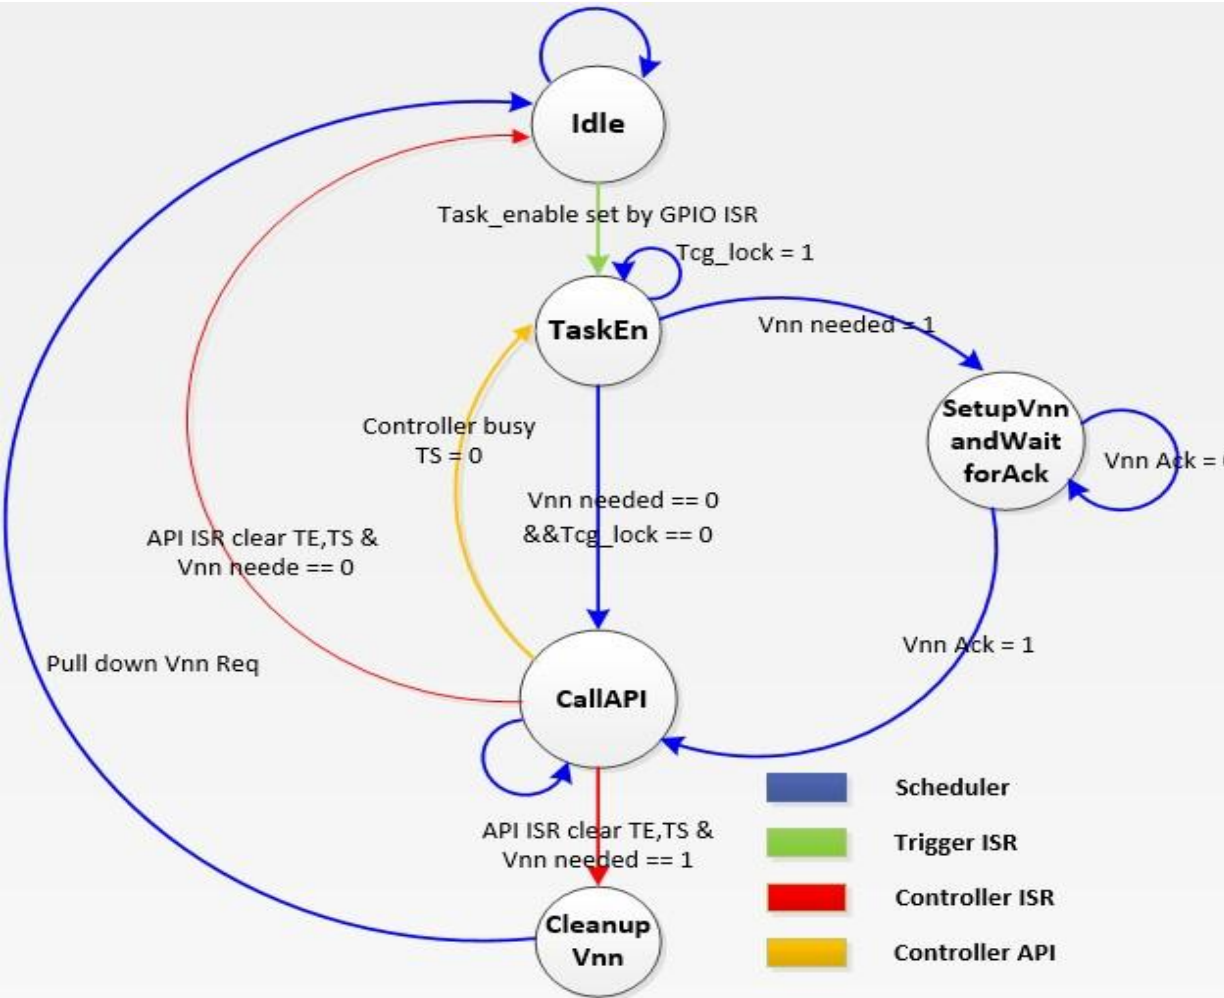 Idle
Task_enable set by GPIO ISR
Tcg_lock = 1
TaskEn
Vnn needed = 1
SetupVnn
andWait
forAck
Vnn Ack =
Controller busy
TS = 0
Vnn needed == 0
&&Tcg_lock == 0
API ISR clear TE,TS &
Vnn neede == 0
Vnn Ack = 1
Pull down Vnn Req
CallAPI
API ISR clear TE,TS &
Vnn needed == 1
Cleanup
Vnn
Scheduler
Trigger ISR
Controller ISR
Controller API